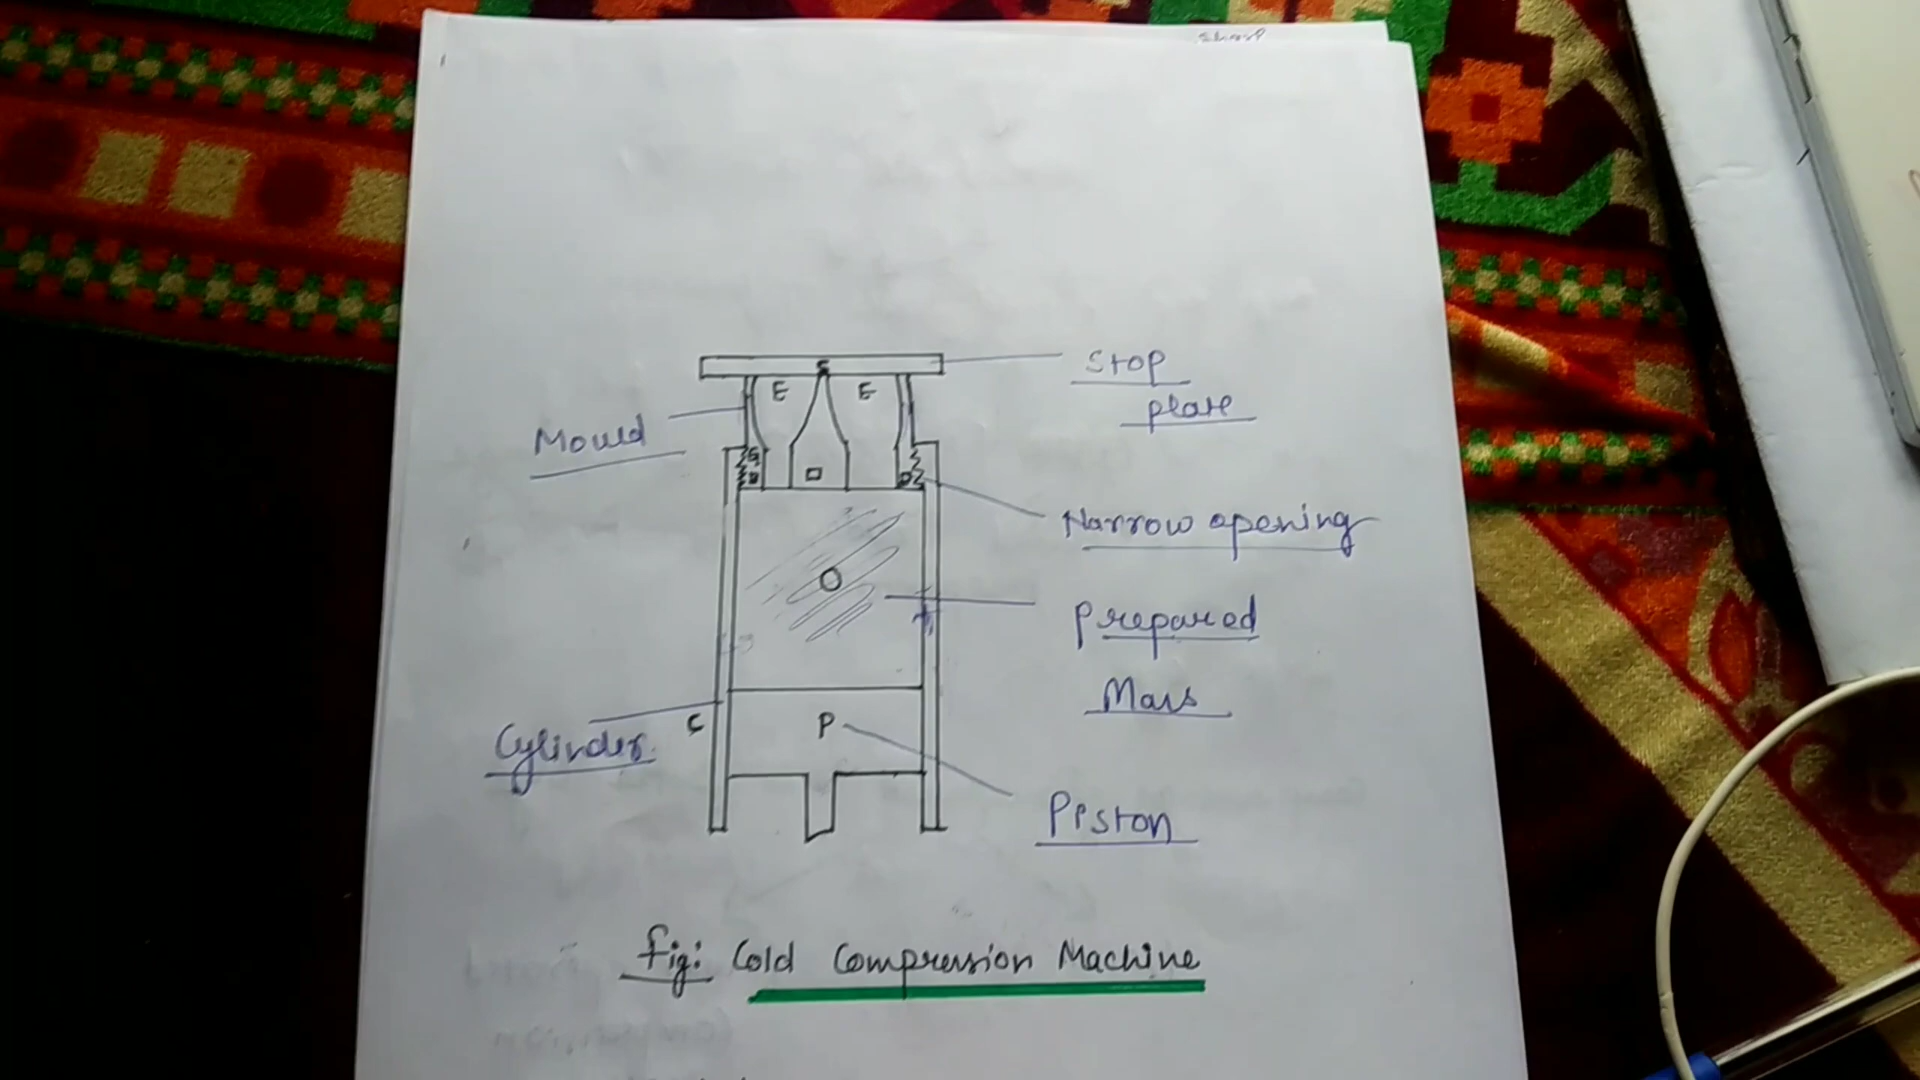 E E
Stop
plate
Mould
Narrow opening
O
Prepared
Mass
C
P
Cylinder
Piston
fig: Cold Compression Machine